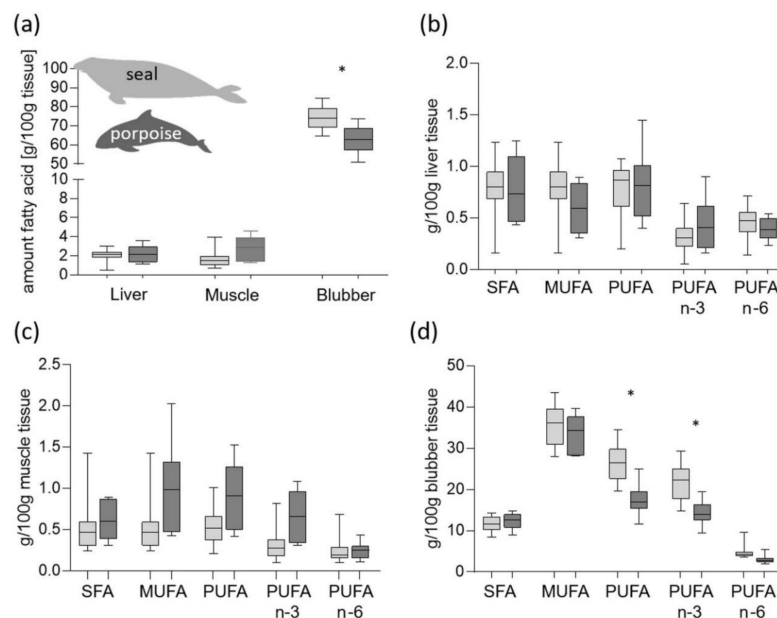 (a)
amount fatty acid [g/100g tissue]
100
90
80
70
60
50
14
12
10
8
6
4
2
0
seal
porpoise
*
Liver Muscle Blubber
(b)
g/100g liver tissue
2.0
1.5
1.0
0.5
0.0
SFA MUFA PUFA PUFA PUFA
n-3 n-6
(c)
g/100g muscle tissue
2.5
2.0
1.5
1.0
0.5
0.0
SFA MUFA PUFA PUFA PUFA
n-3 n-6
(d)
g/100g blubber tissue
50
40
30
20
10
0
* *
SFA MUFA PUFA PUFA PUFA
n-3 n-6